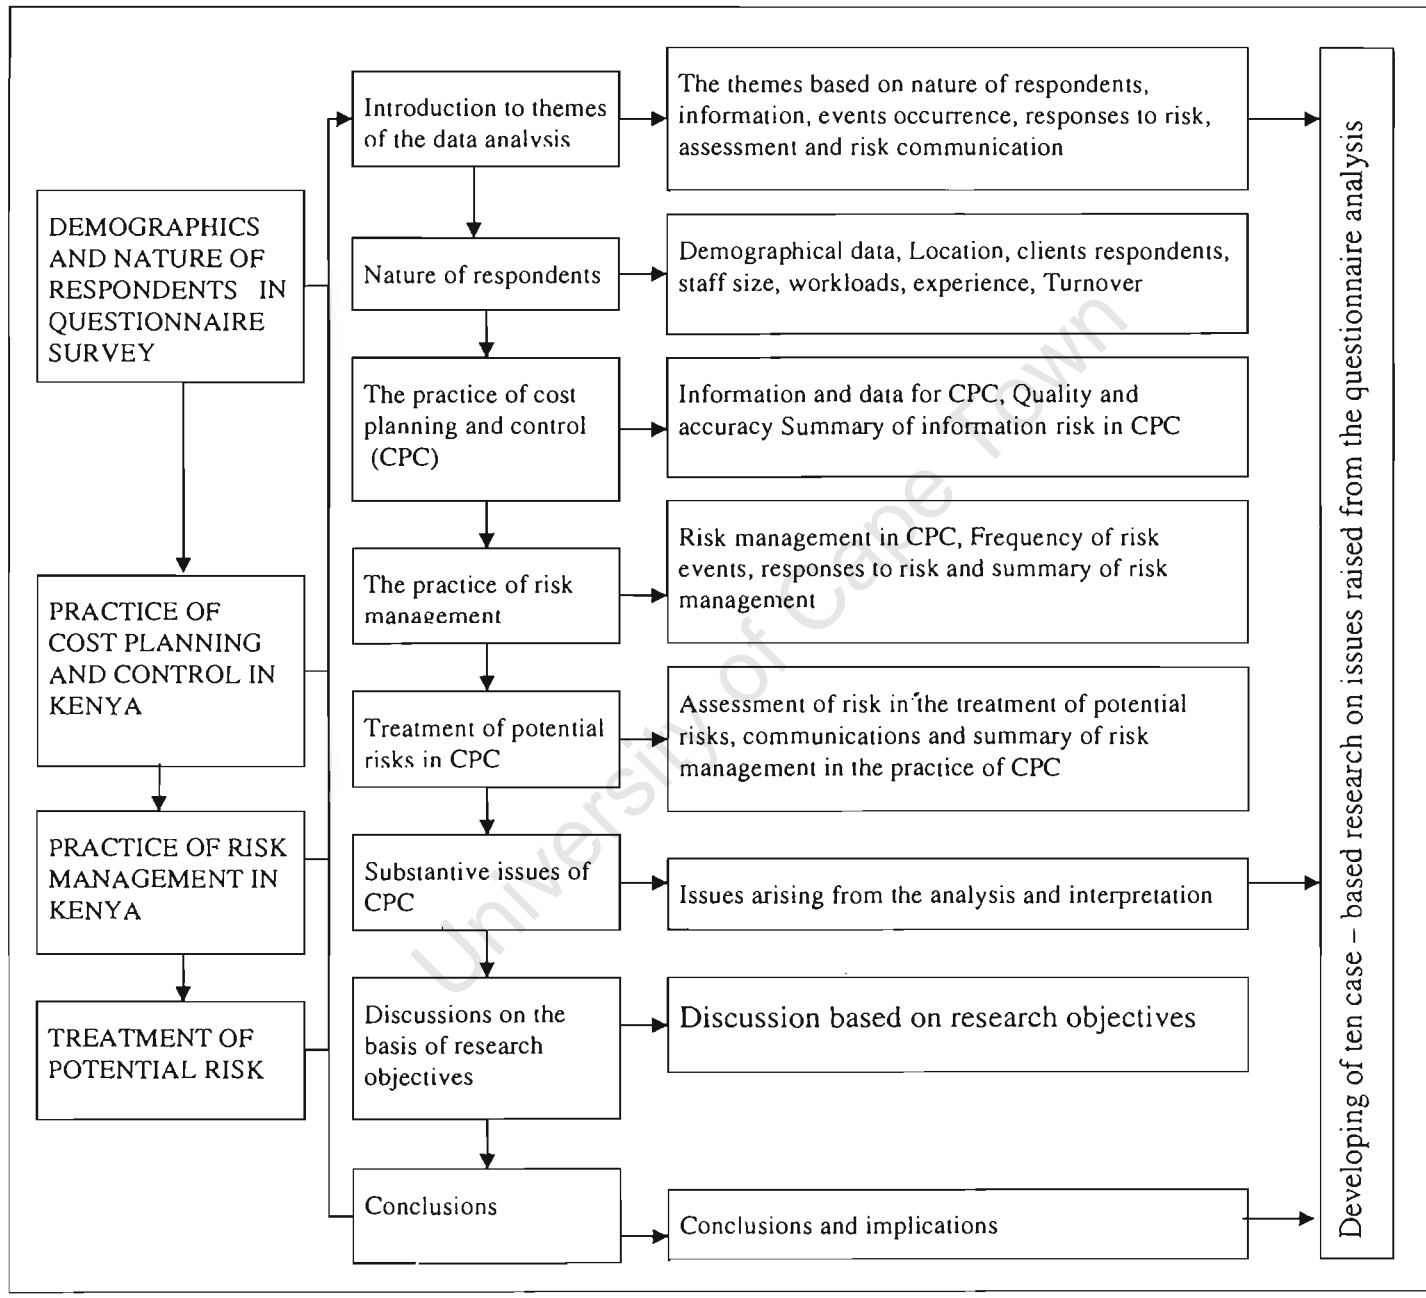 DEMOGRAPHICS
AND NATURE OF
RESPONDENTS IN
QUESTIONNAIRE
SURVEY
PRACTICE OF
COST PLANNING
AND CONTROL IN
KENYA
PRACTICE OF RISK
MANAGEMENT IN
KENYA
TREATMENT OF
POTENTIAL RISK
Introduction to themes
of the data analysis
Nature of respondents
The practice of cost
planning and control
(CPC)
The practice of risk
management
Treatment of potential
risks in CPC
Substantive issues of
CPC
Discussions on the
basis of research
objectives
Conclusions
The themes based on nature of respondents,
information, events occurrence, responses to risk,
assessment and risk communication
Demographical data, Location, clients respondents,
staff size, workloads, experience, Turnover
Information and data for CPC, Quality and
accuracy Summary of information risk in CPC
Risk management in CPC, Frequency of risk
events, responses to risk and summary of risk
management
Assessment of risk in the treatment of potential
risks, communications and summary of risk
management in the practice of CPC
Issues arising from the analysis and interpretation
Discussion based on research objectives
Conclusions and implications
Developing of ten case – based research on issues raised from the questionnaire analysis
University of Cape Town